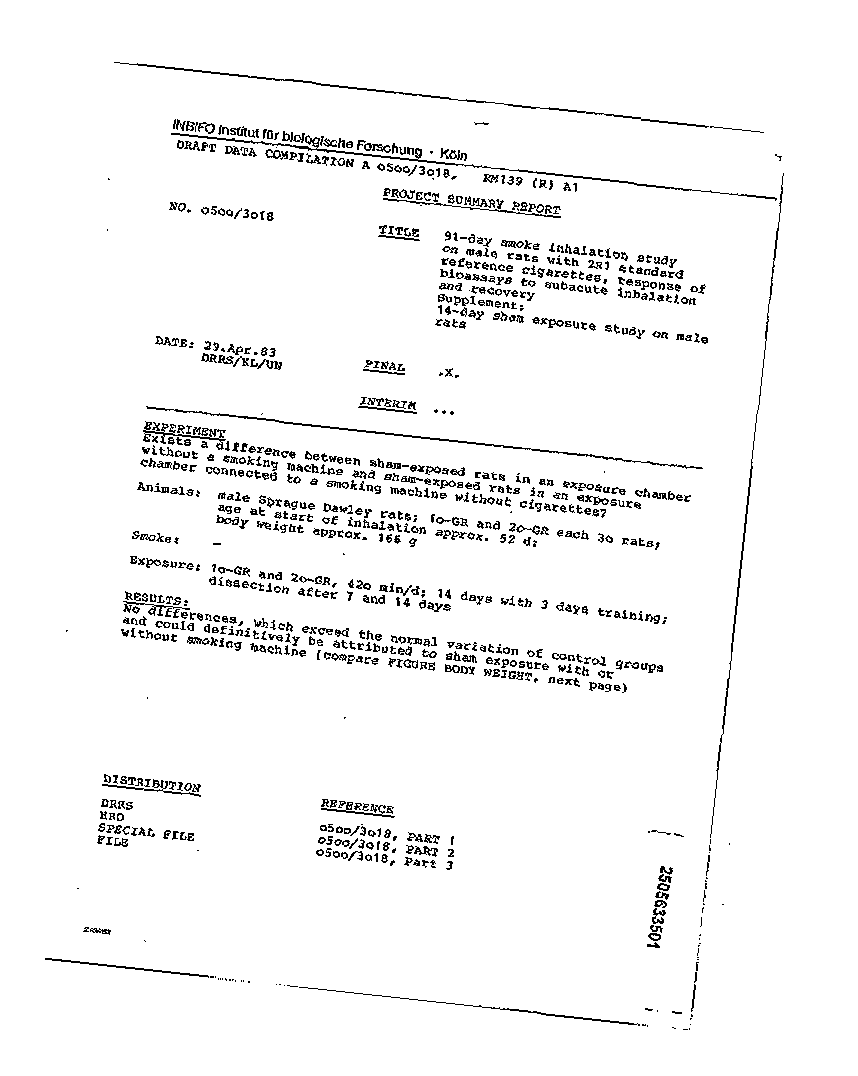 INBIFO Institut für biologische Forschung · Köln
DRAFT DATA COMPILATION A o5oo/3o18, RM139 (R) A1
PROJECT SUMMARY REPORT
NO. o5oo/3o18
TITLE 91-day smoke inhalation study
on male rats with 2R1 standard
reference cigarettes, response of
bioassays to subacute inhalation
and recovery
Supplement:
14-day sham exposure study on male
rats
DATE: 29.Apr.83
DRRS/KL/UN
FINAL .X.
INTERIM ...
EXPERIMENT
Exists a difference between sham-exposed rats in an exposure chamber
without a smoking machine and sham-exposed rats in an exposure
chamber connected to a smoking machine without cigarettes?
Animals: male Sprague Dawley rats; 1o-GR and 2o-GR each 3o rats;
age at start of inhalation approx. 52 d;
body weight approx. 166 g
Smoke: -
Exposure: 1o-GR and 2o-GR, 42o min/d; 14 days with 3 days training;
dissection after 7 and 14 days
RESULTS:
No differences, which exceed the normal variation of control groups
and could definitively be attributed to sham exposure with or
without smoking machine (compare FIGURE BODY WEIGHT, next page)
DISTRIBUTION
DRRS
HRO
SPECIAL FILE
FILE
REFERENCE
o5oo/3o18, PART 1
o5oo/3o18, PART 2
o5oo/3o18, Part 3
2505633501